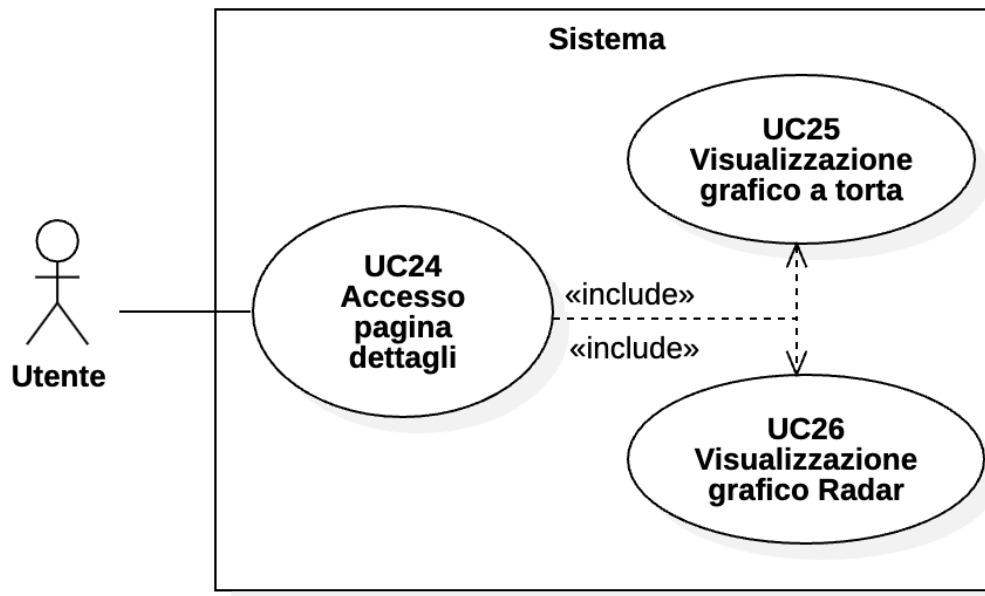 Sistema
UC25
Visualizzazione
grafico a torta
UC24
Accesso
pagina
dettagli
«include»
«include»
Utente
UC26
Visualizzazione
grafico Radar